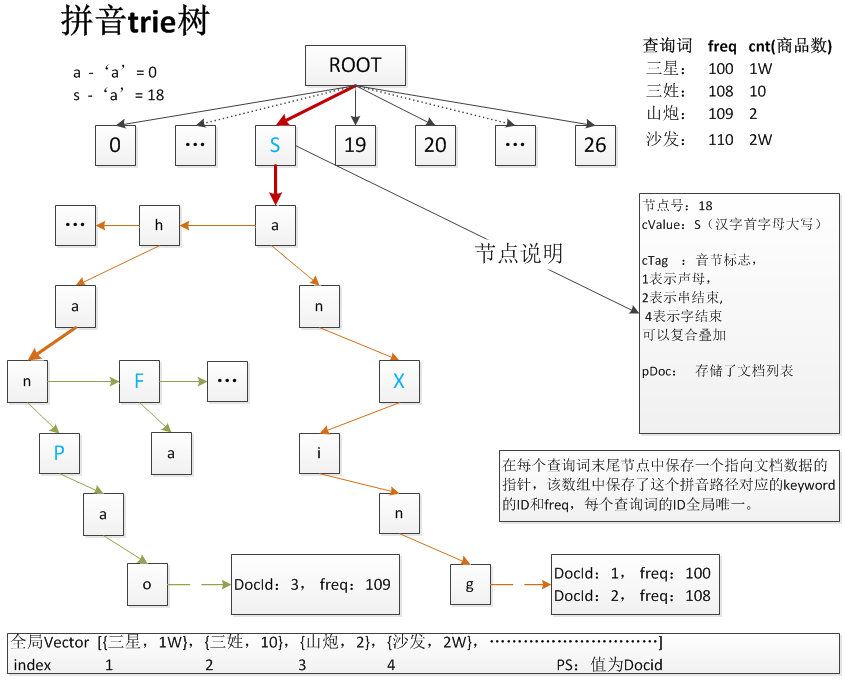 拼音trie树
a - ‘a’ = 0
s - ‘a’ = 18
ROOT
0
···
S
19
20
···
26
查询词 freq cnt(商品数)
三星： 100 1W
三姓： 108 10
山炮： 109 2
沙发： 110 2W
···
h
a
节点说明
节点号：18
cValue：S（汉字首字母大写）
cTag ：音节标志，
1表示声母，
2表示串结束,
4表示字结束
可以复合叠加
pDoc： 存储了文档列表
a
n
n
F
···
X
P
a
i
a
n
o
g
在每个查询词末尾节点中保存一个指向文档数据的
指针，该数组中保存了这个拼音路径对应的keyword
的ID和freq，每个查询词的ID全局唯一。
DocId：3， freq：109
DocId：1， freq：100
DocId：2， freq：108
全局Vector [{三星，1W}，{三姓，10}，{山炮，2}，{沙发，2W}，······························]
index 1 2 3 4 PS：值为Docid